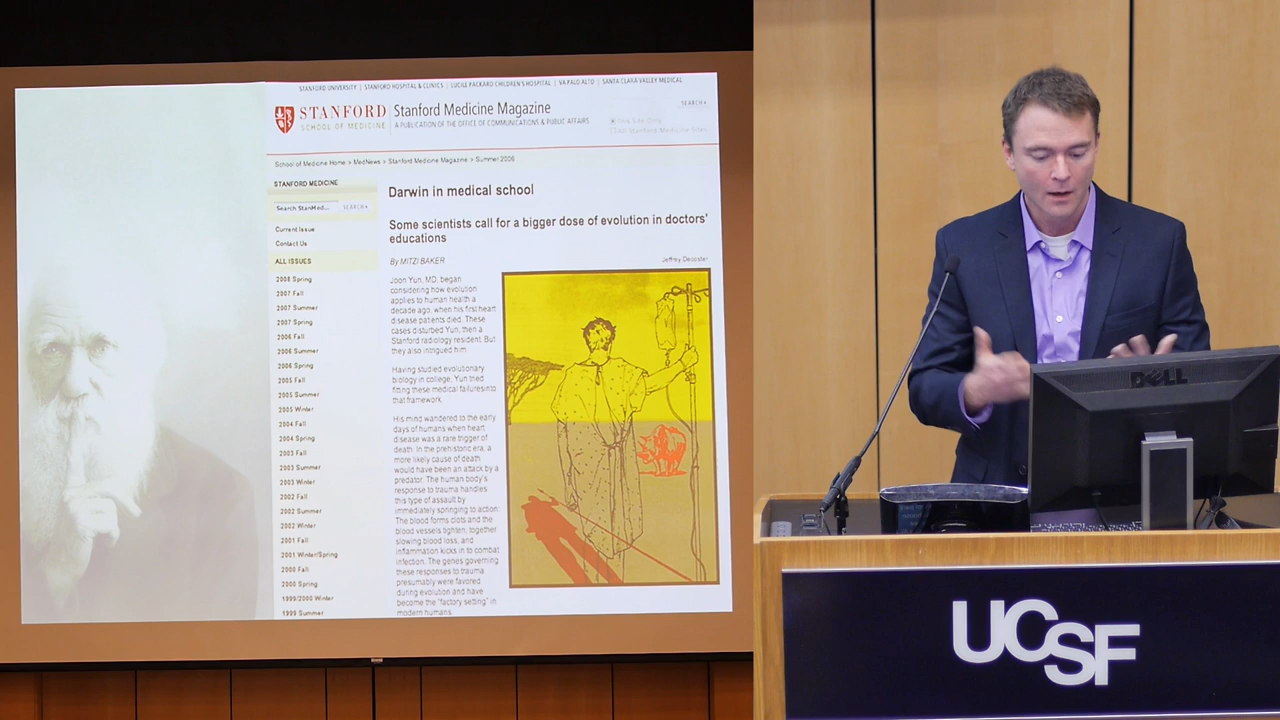 STANFORD UNIVERSITY | STANFORD HOSPITAL & CLINICS | LUCILE PACKARD CHILDREN'S HOSPITAL | VA PALO ALTO | SANTA CLARA VALLEY MEDICAL
STANFORD
SCHOOL OF MEDICINE
Stanford Medicine Magazine
A PUBLICATION OF THE OFFICE OF COMMUNICATIONS & PUBLIC AFFAIRS
SEARCH
This Site Only
All Stanford Medicine Sites
School of Medicine Home > MedNews > Stanford Medicine Magazine > Summer 2006
STANFORD MEDICINE
Search StanMed...
SEARCH
Current Issue
Contact Us
ALL ISSUES
2008 Spring
2007 Fall
2007 Summer
2007 Spring
2006 Fall
2006 Summer
2006 Spring
2005 Fall
2005 Summer
2005 Winter
2004 Fall
2004 Spring
2003 Fall
2003 Summer
2003 Winter
2002 Fall
2002 Summer
2002 Winter
2001 Fall
2001 Winter/Spring
2000 Fall
2000 Spring
1999/2000 Winter
1999 Summer
Darwin in medical school
Some scientists call for a bigger dose of evolution in doctors'
educations
By MITZI BAKER
Jeffrey Decoster
Joon Yun, MD, began
considering how evolution
applies to human health a
decade ago, when his first heart
disease patients died. These
cases disturbed Yun, then a
Stanford radiology resident. But
they also intrigued him
Having studied evolutionary
biology in college, Yun tried
fitting these medical failures into
that framework.
His mind wandered to the early
days of humans when heart
disease was a rare trigger of
death. In the prehistoric era, a
more likely cause of death
would have been an attack by a
predator. The human body's
response to trauma handles
this type of assault by
immediately springing to action:
The blood forms clots and the
blood vessels tighten, together
slowing blood loss, and
inflammation kicks in to combat
infection. The genes governing
these responses to trauma
presumably were favored
during evolution and have
become the "factory setting" in
modern humans.
DELL
UCSF